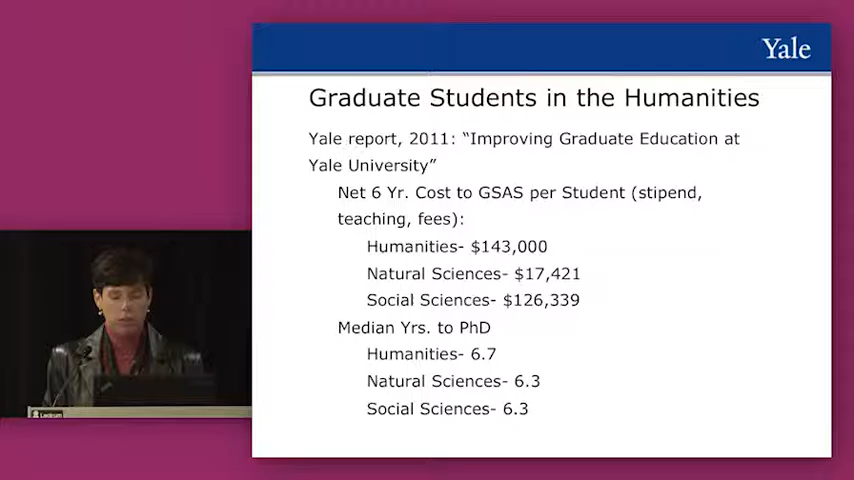 Yale
Graduate Students in the Humanities
Yale report, 2011: “Improving Graduate Education at
Yale University”
Net 6 Yr. Cost to GSAS per Student (stipend,
teaching, fees):
Humanities- $143,000
Natural Sciences- $17,421
Social Sciences- $126,339
Median Yrs. to PhD
Humanities- 6.7
Natural Sciences- 6.3
Social Sciences- 6.3